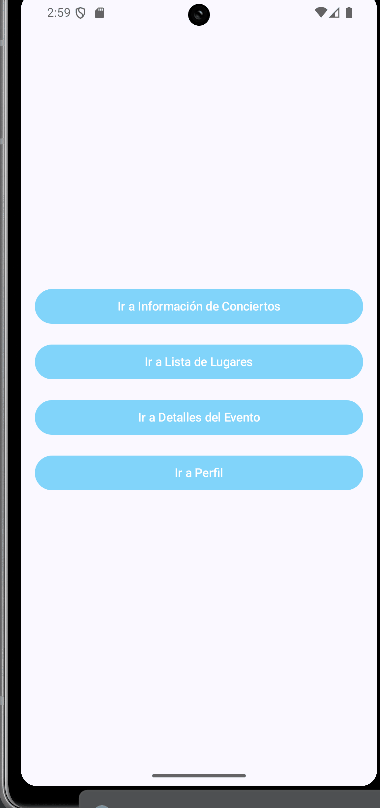 2:59
Ir a Información de Conciertos
Ir a Lista de Lugares
Ir a Detalles del Evento
Ir a Perfil